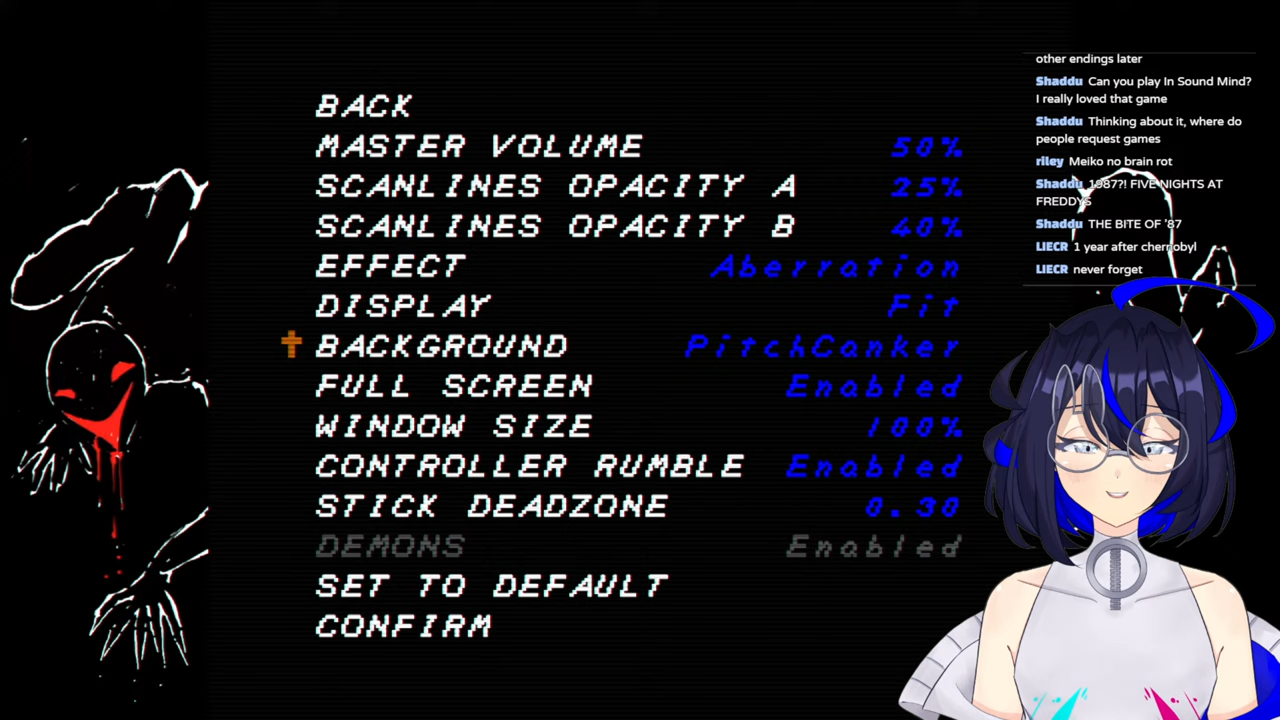 BACK
MASTER VOLUME 50%
SCANLINES OPACITY A 25%
SCANLINES OPACITY B 40%
EFFECT Aberration
DISPLAY Fit
BACKGROUND PitchCanker
FULL SCREEN Enabled
WINDOW SIZE 100%
CONTROLLER RUMBLE Enabled
STICK DEADZONE 0.30
DEMONS Enabled
SET TO DEFAULT
CONFIRM
other endings later
Shaddu Can you play In Sound Mind?
I really loved that game
Shaddu Thinking about it, where do
people request games
riley Meiko no brain rot
Shaddu 1987?! FIVE NIGHTS AT
FREDDYS
Shaddu THE BITE OF '87
LIECR 1 year after chernobyl
LIECR never forget